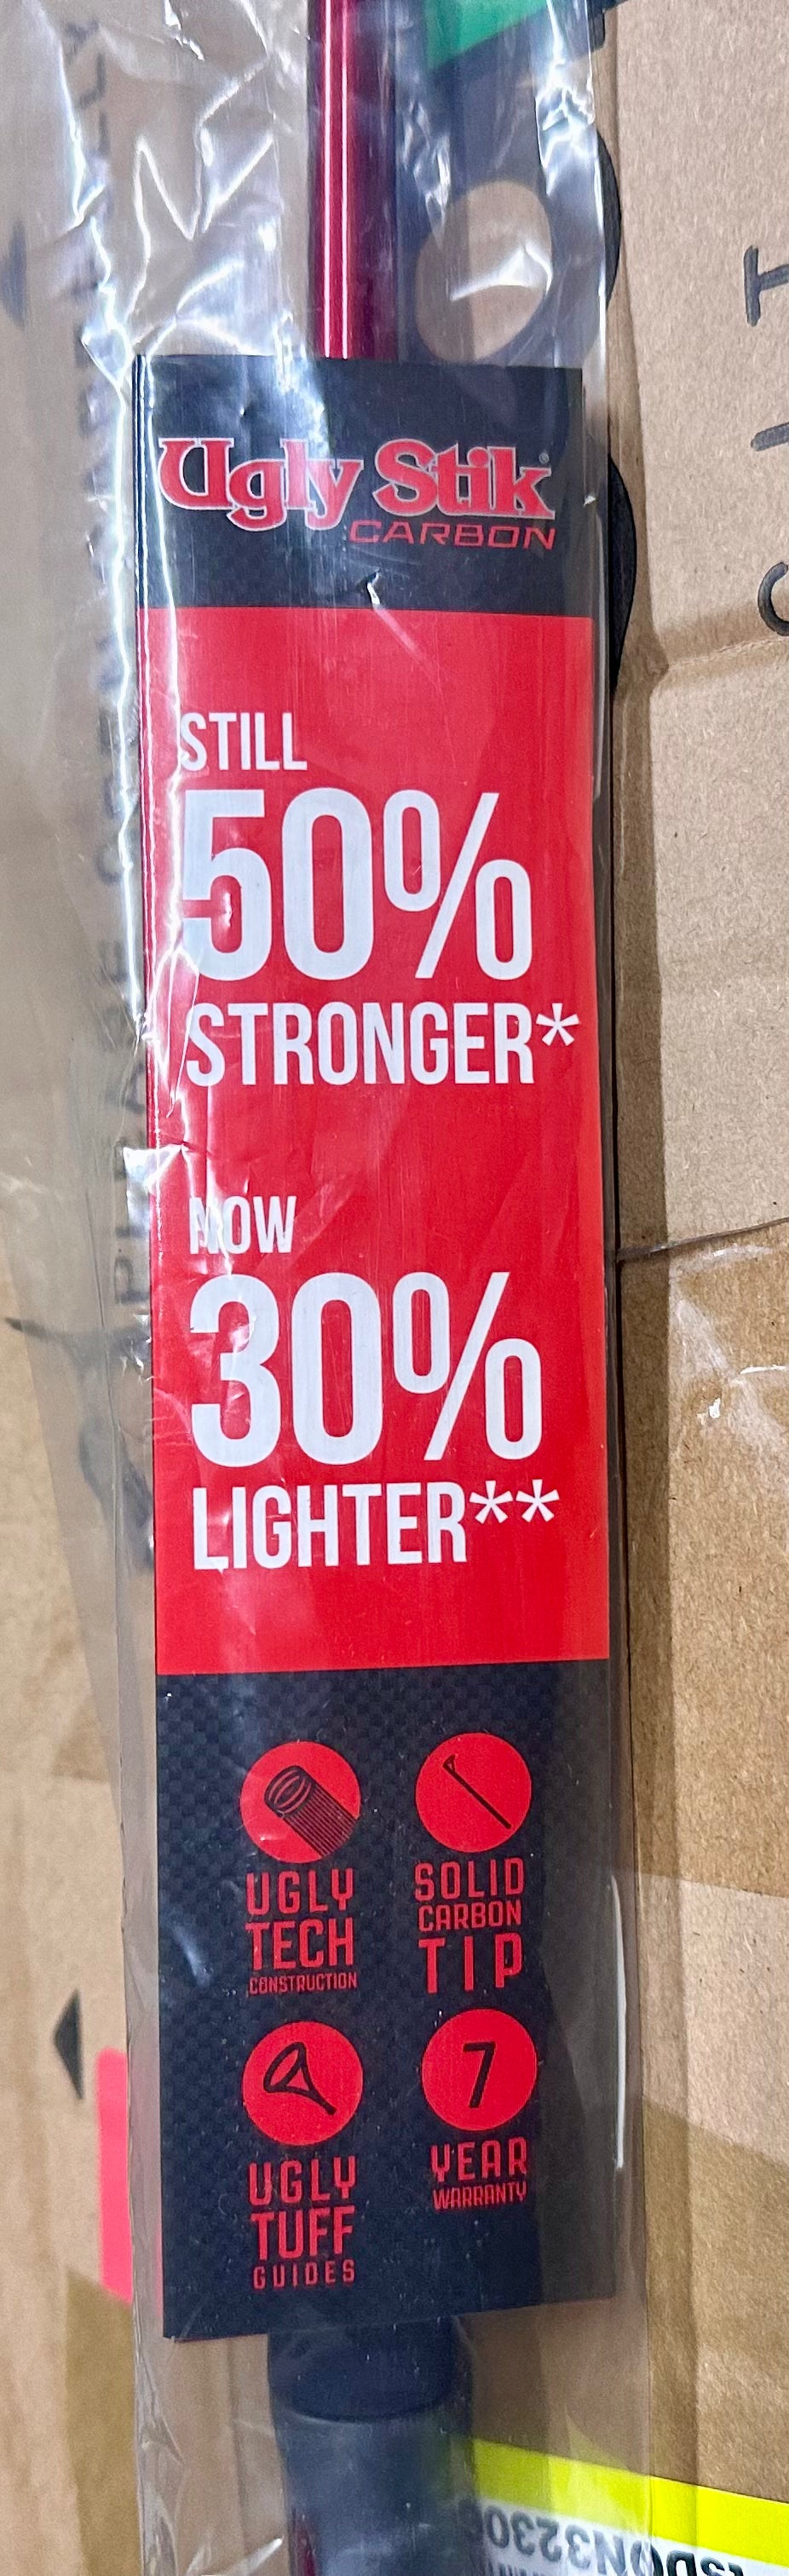 Ugly Stik®
CARBON
STILL
50%
STRONGER*
NOW
30%
LIGHTER**
UGLY
TECH
CONSTRUCTION
SOLID
CARBON
TIP
UGLY
TUFF
GUIDES
7
YEAR
WARRANTY